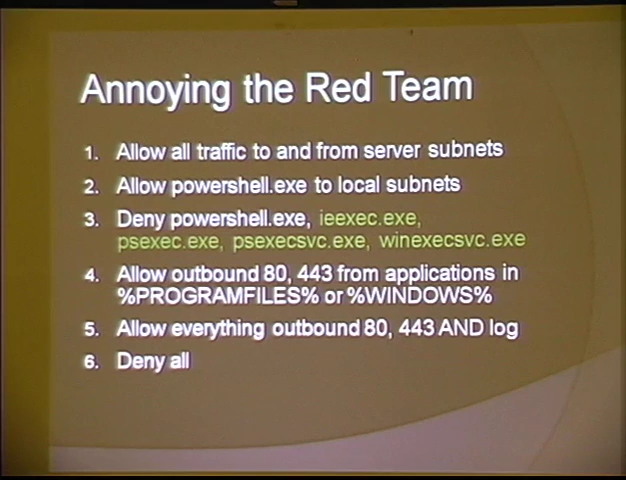 Annoying the Red Team
1. Allow all traffic to and from server subnets
2. Allow powershell.exe to local subnets
3. Deny powershell.exe, ieexec.exe,
psexec.exe, psexecsvc.exe, winexecsvc.exe
4. Allow outbound 80, 443 from applications in
%PROGRAMFILES% or %WINDOWS%
5. Allow everything outbound 80, 443 AND log
6. Deny all